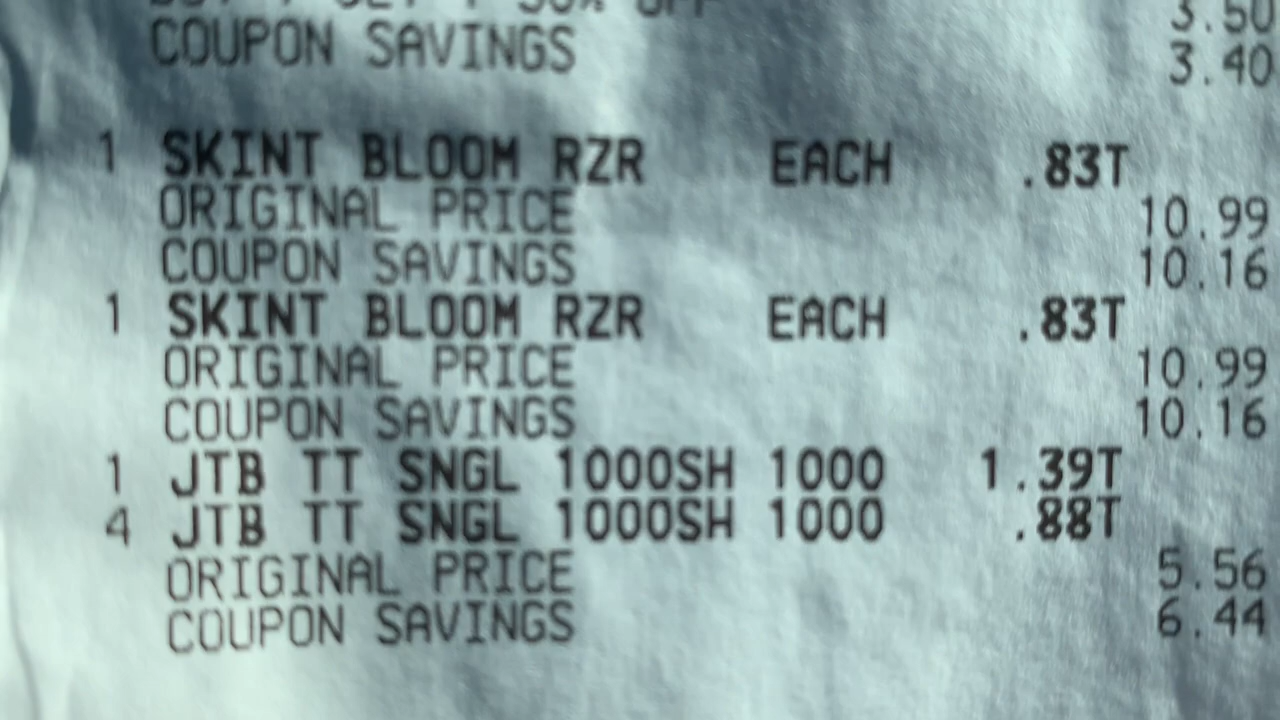 3.50
COUPON SAVINGS 3.40
1 SKINT BLOOM RZR EACH .83T
ORIGINAL PRICE 10.99
COUPON SAVINGS 10.16
1 SKINT BLOOM RZR EACH .83T
ORIGINAL PRICE 10.99
COUPON SAVINGS 10.16
1 JTB TT SNGL 1000SH 1000 1.39T
4 JTB TT SNGL 1000SH 1000 .88T
ORIGINAL PRICE 5.56
COUPON SAVINGS 6.44